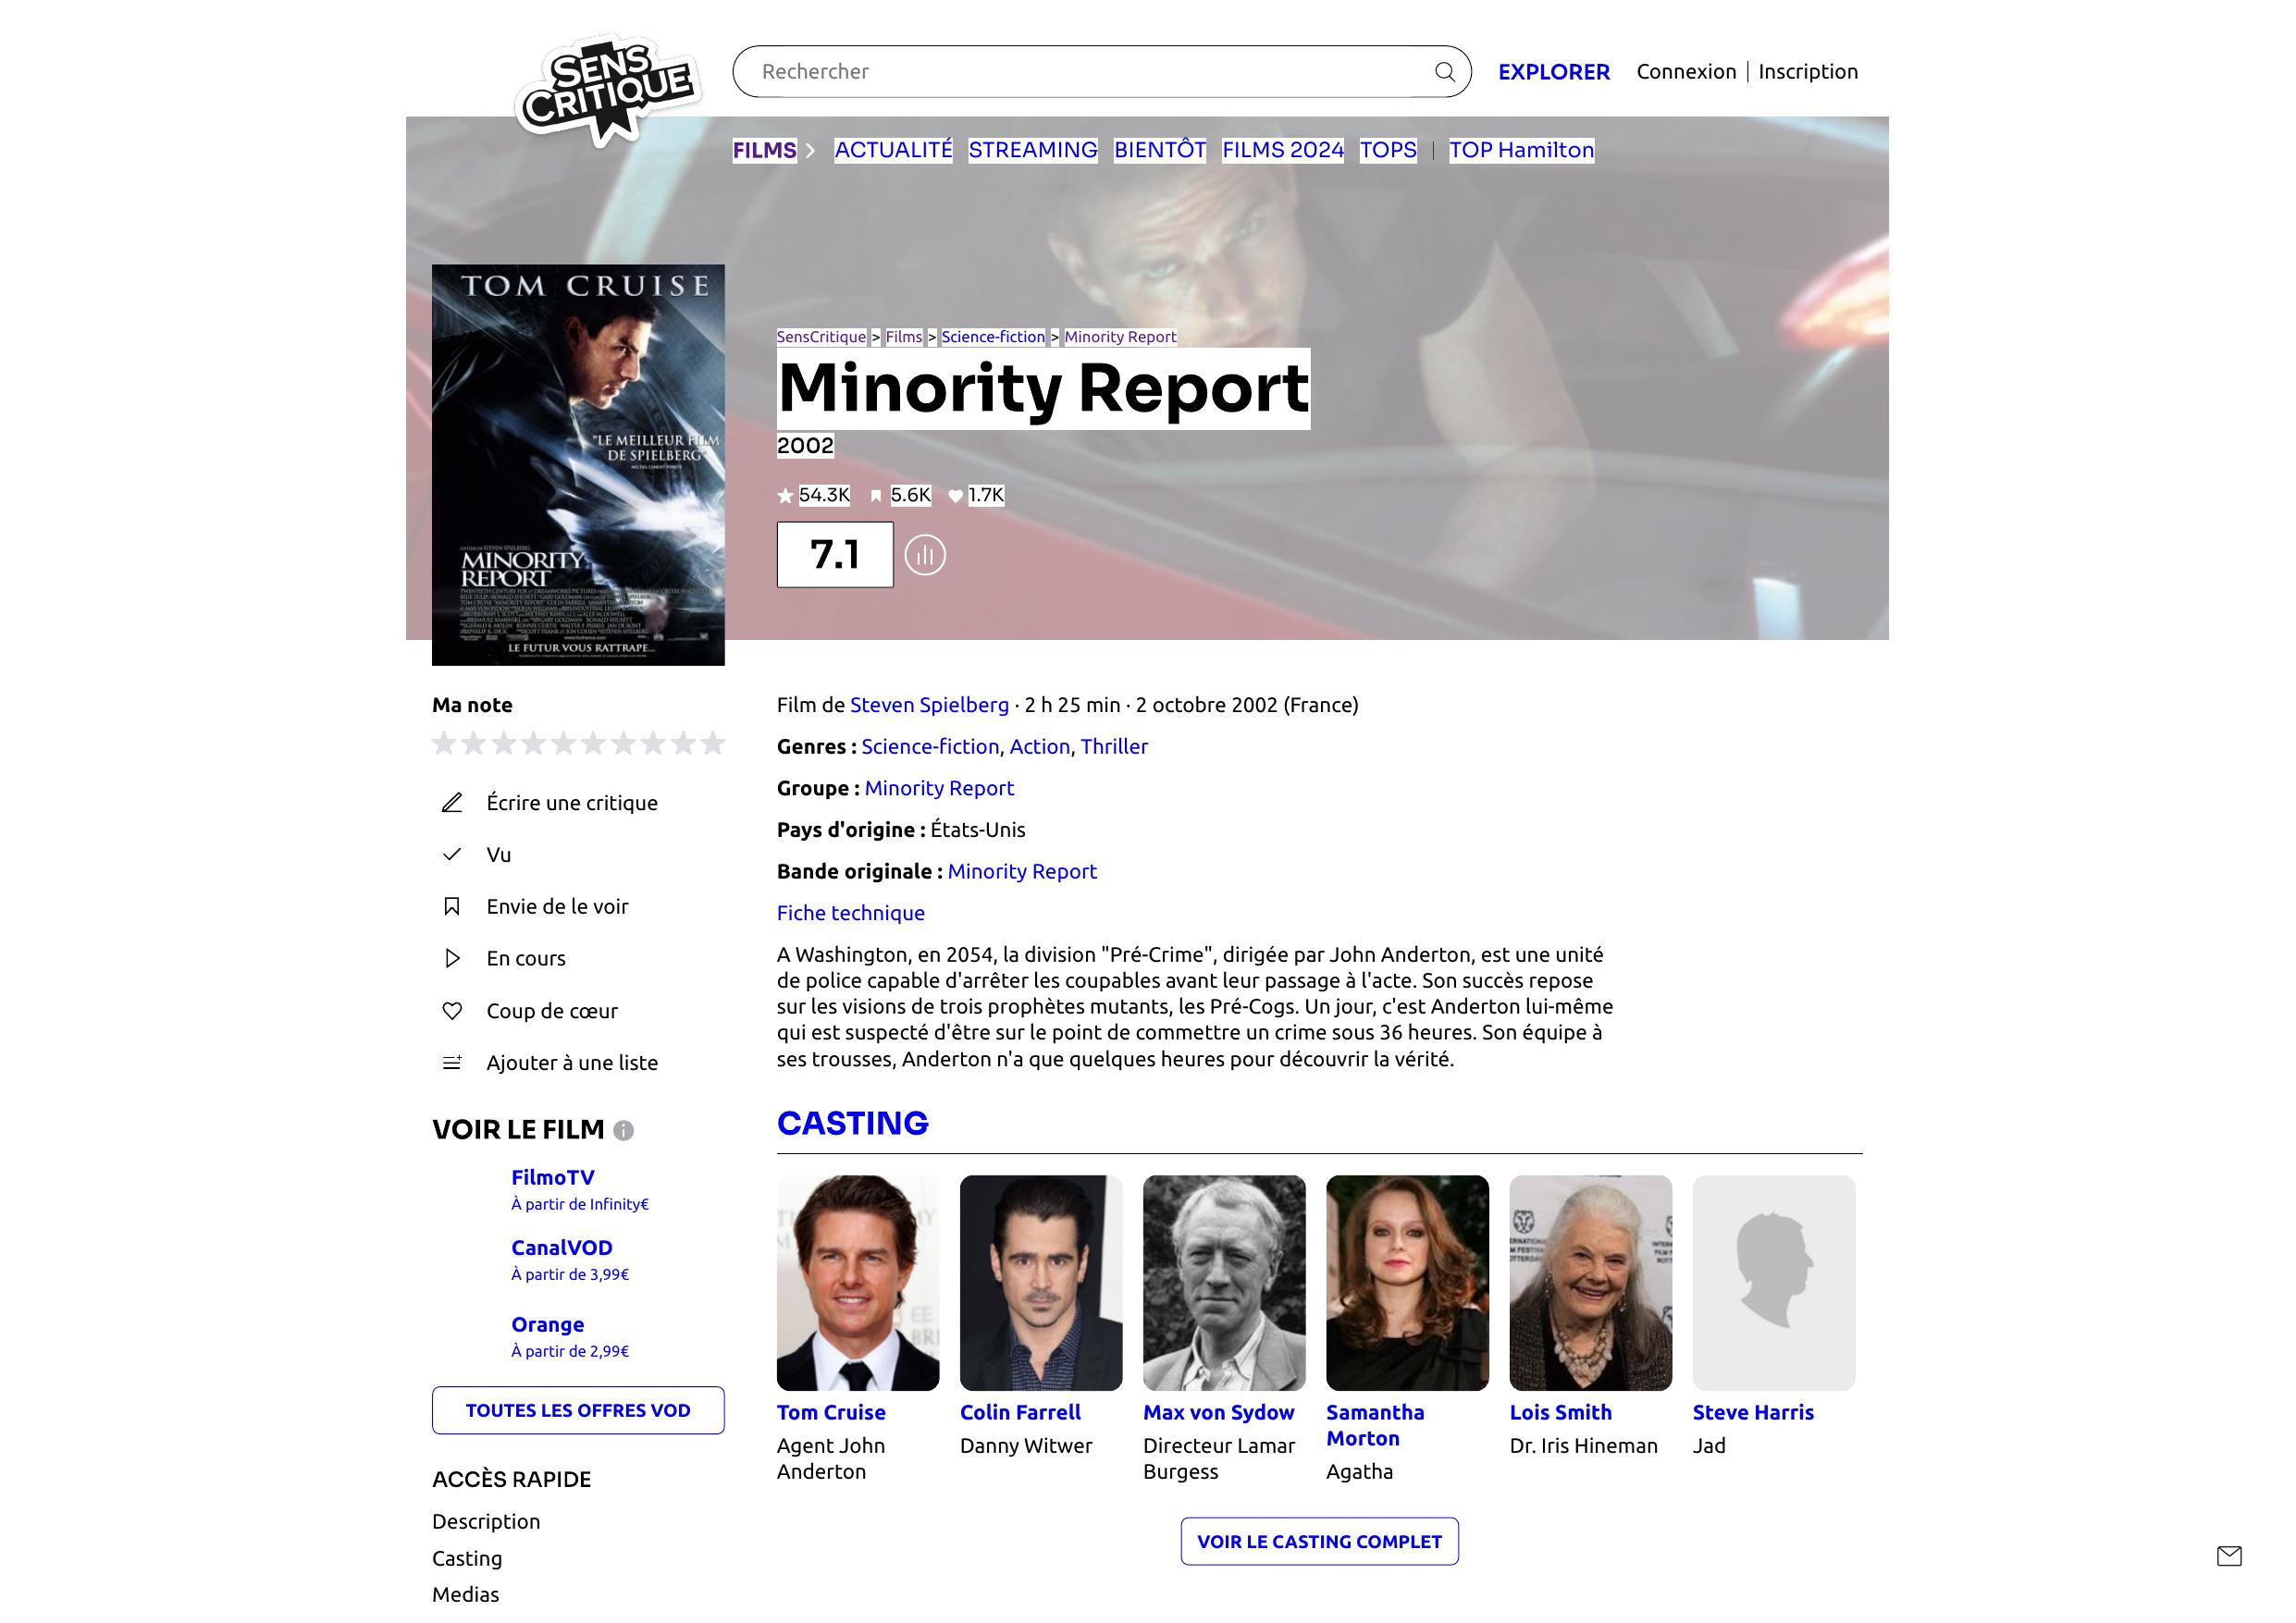 SENS
CRITIQUE
Rechercher
EXPLORER
Connexion | Inscription
FILMS
ACTUALITÉ
STREAMING
BIENTÔT
FILMS 2024
TOPS
|
TOP Hamilton
TOM CRUISE
"LE MEILLEUR FILM
DE SPIELBERG"
MINORITY
REPORT
LE FUTUR VOUS RATTRAPE...
SensCritique > Films > Science-fiction > Minority Report
Minority Report
2002
54.3K
5.6K
1.7K
7.1
Ma note
Écrire une critique
Vu
Envie de le voir
En cours
Coup de cœur
Ajouter à une liste
VOIR LE FILM
FilmoTV
À partir de Infinity€
CanalVOD
À partir de 3,99€
Orange
À partir de 2,99€
TOUTES LES OFFRES VOD
ACCÈS RAPIDE
Description
Casting
Medias
Film de Steven Spielberg · 2 h 25 min · 2 octobre 2002 (France)
Genres : Science-fiction, Action, Thriller
Groupe : Minority Report
Pays d'origine : États-Unis
Bande originale : Minority Report
Fiche technique
A Washington, en 2054, la division "Pré-Crime", dirigée par John Anderton, est une unité
de police capable d'arrêter les coupables avant leur passage à l'acte. Son succès repose
sur les visions de trois prophètes mutants, les Pré-Cogs. Un jour, c'est Anderton lui-même
qui est suspecté d'être sur le point de commettre un crime sous 36 heures. Son équipe à
ses trousses, Anderton n'a que quelques heures pour découvrir la vérité.
CASTING
Tom Cruise
Agent John
Anderton
Colin Farrell
Danny Witwer
Max von Sydow
Directeur Lamar
Burgess
Samantha
Morton
Agatha
Lois Smith
Dr. Iris Hineman
Steve Harris
Jad
VOIR LE CASTING COMPLET